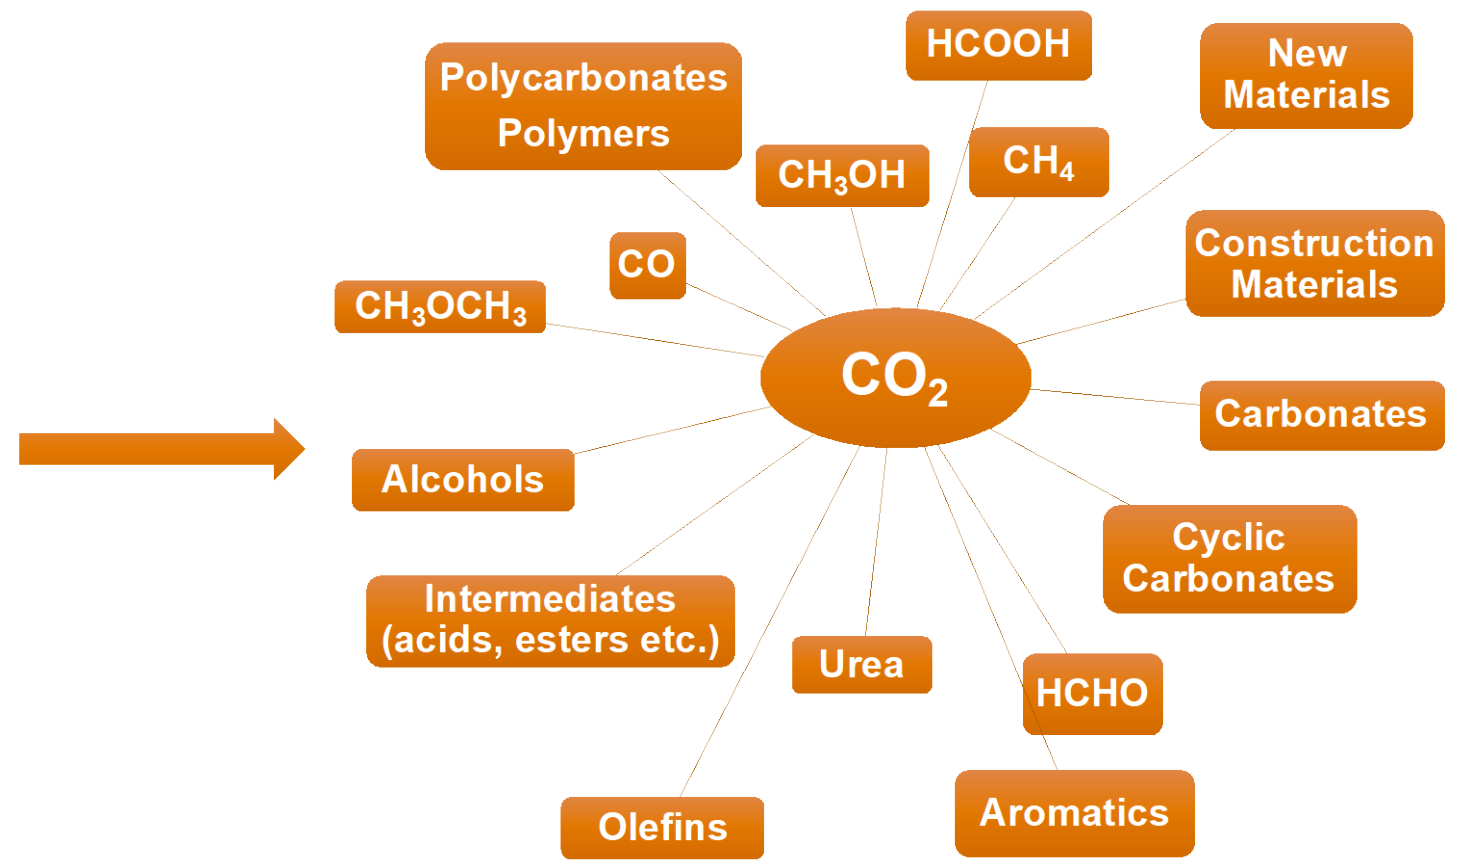 HCOOH
New
Materials
Polycarbonates
Polymers
CH₃OH
CH₄
CO
Construction
Materials
CH₃OCH₃
CO₂
Carbonates
Alcohols
Cyclic
Carbonates
Intermediates
(acids, esters etc.)
Urea
HCHO
Olefins
Aromatics